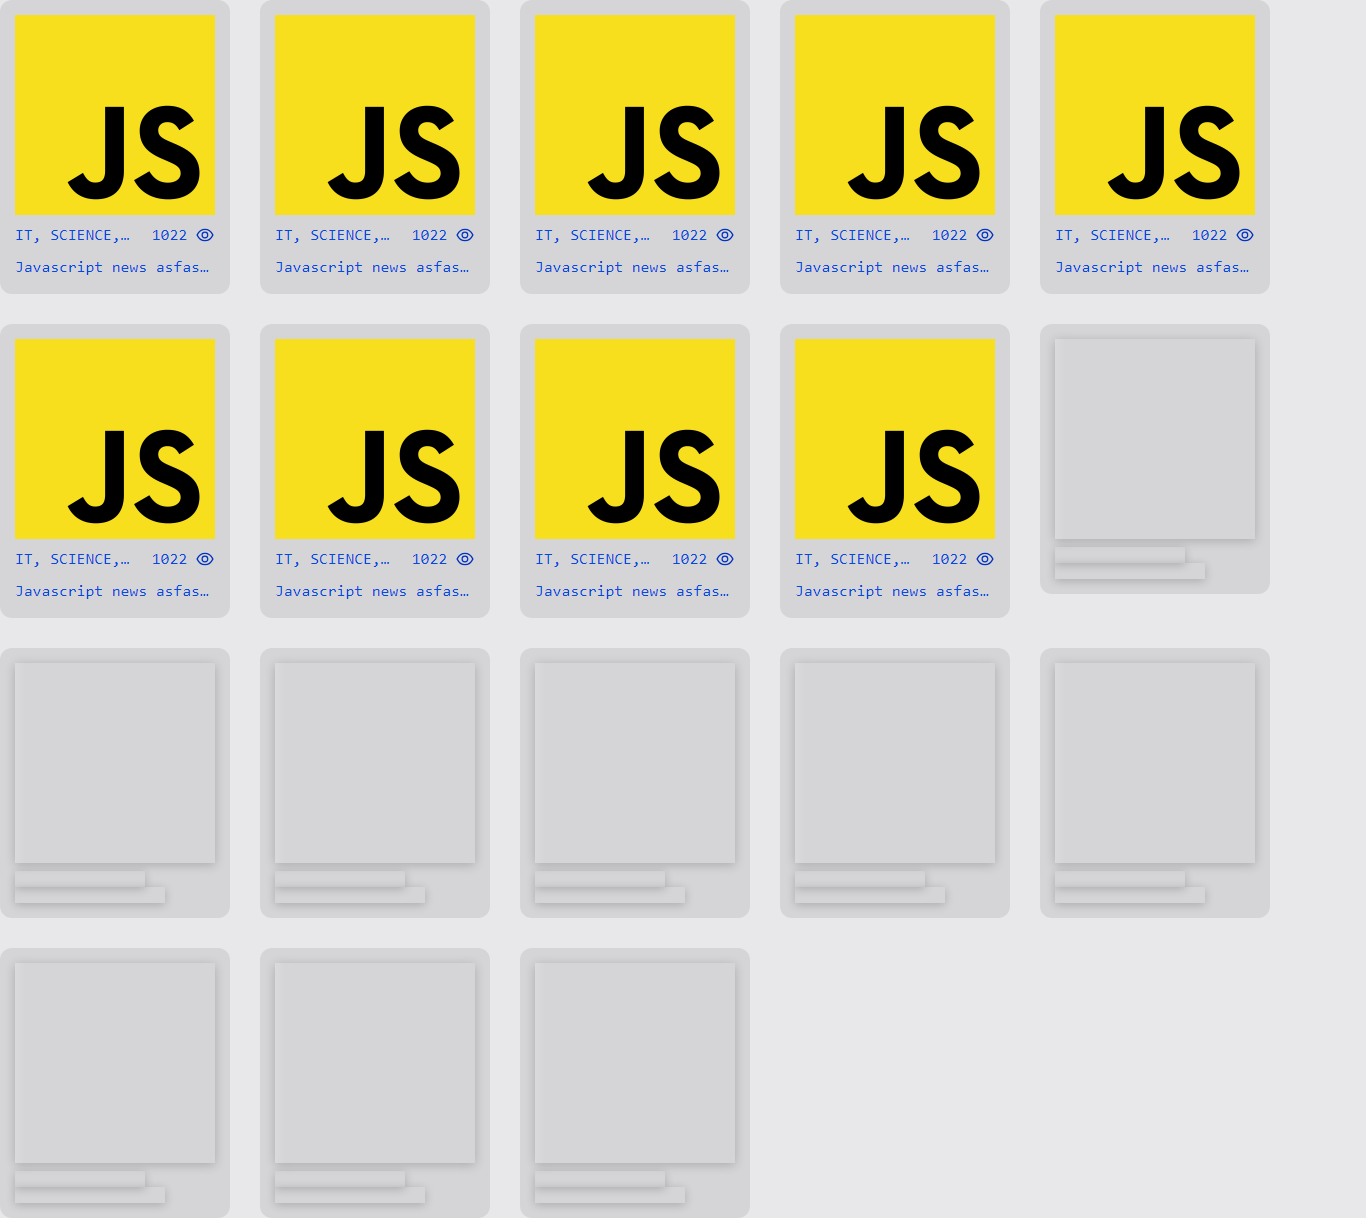 JS JS JS JS JS
IT, SCIENCE,… 1022 IT, SCIENCE,… 1022 IT, SCIENCE,… 1022 IT, SCIENCE,… 1022 IT, SCIENCE,… 1022
Javascript news asfas… Javascript news asfas… Javascript news asfas… Javascript news asfas… Javascript news asfas…
JS JS JS JS
IT, SCIENCE,… 1022 IT, SCIENCE,… 1022 IT, SCIENCE,… 1022 IT, SCIENCE,… 1022
Javascript news asfas… Javascript news asfas… Javascript news asfas… Javascript news asfas…